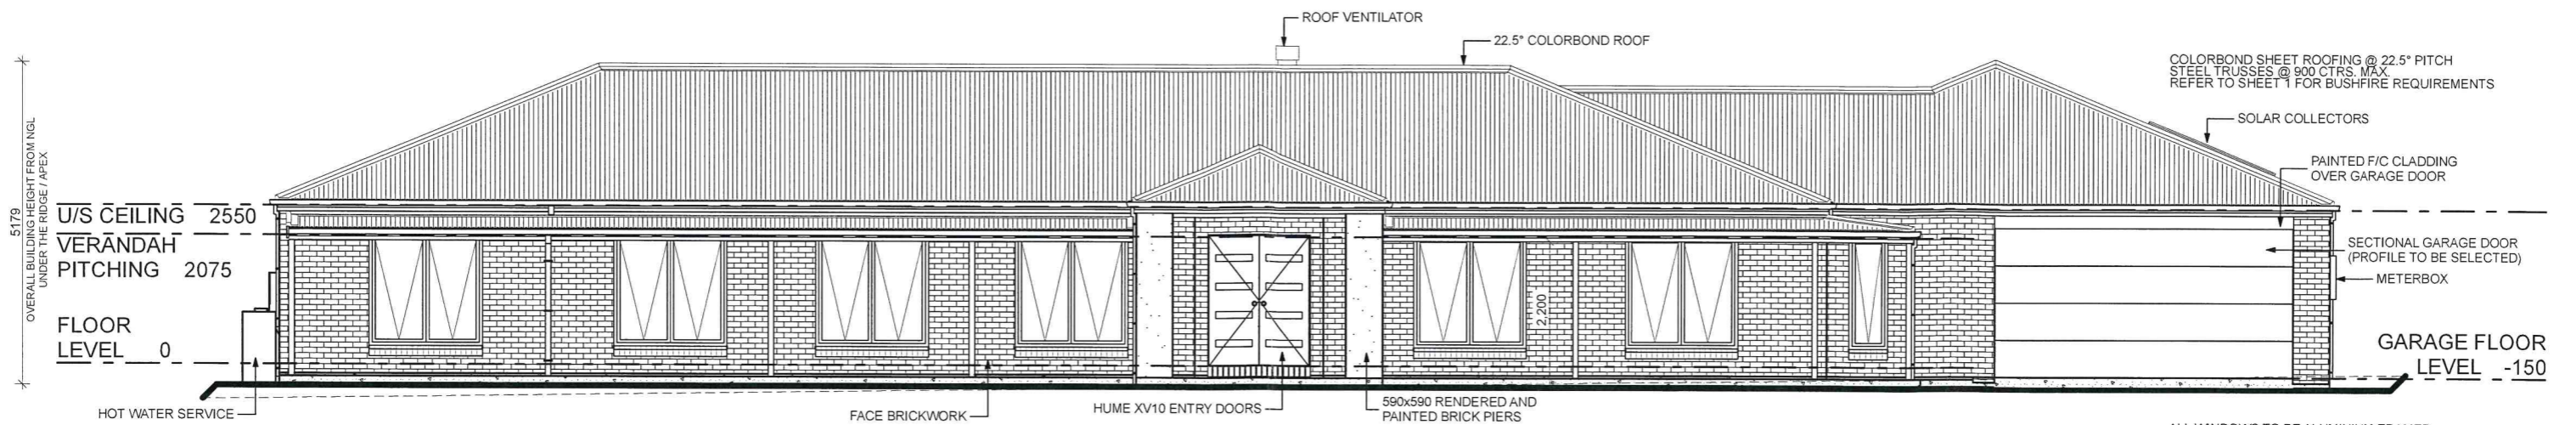 ROOF VENTILATOR
22.5° COLORBOND ROOF
COLORBOND SHEET ROOFING @ 22.5° PITCH
STEEL TRUSSES @ 900 CTRS. MAX.
REFER TO SHEET 1 FOR BUSHFIRE REQUIREMENTS
SOLAR COLLECTORS
PAINTED F/C CLADDING
OVER GARAGE DOOR
5179
OVERALL BUILDING HEIGHT FROM NGL
UNDER THE RIDGE / APEX
U/S CEILING 2550
VERANDAH
PITCHING 2075
SECTIONAL GARAGE DOOR
(PROFILE TO BE SELECTED)
METERBOX
2,200
FLOOR
LEVEL 0
GARAGE FLOOR
LEVEL -150
HOT WATER SERVICE
FACE BRICKWORK
HUME XV10 ENTRY DOORS
590x590 RENDERED AND
PAINTED BRICK PIERS